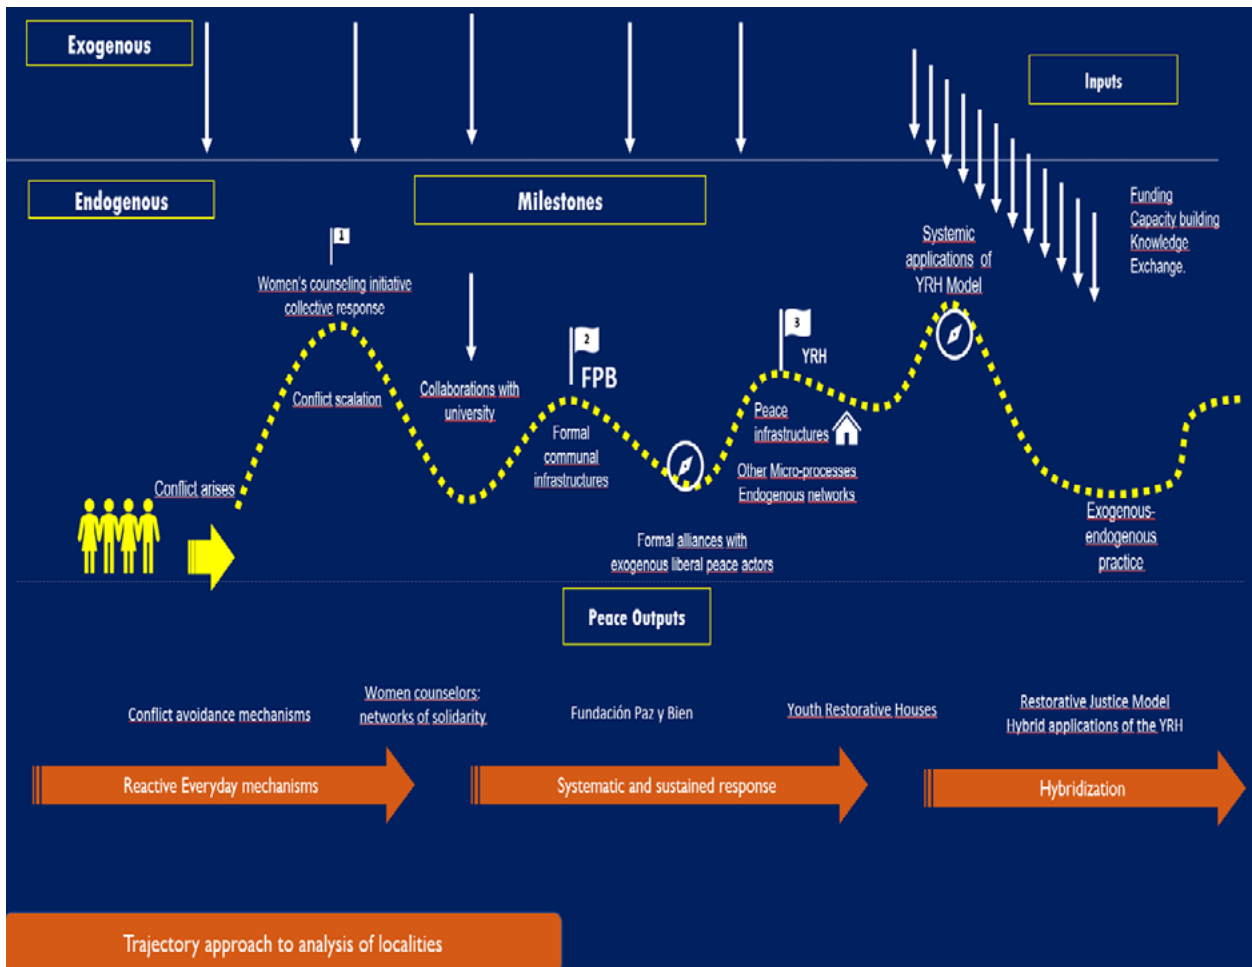 Exogenous
Inputs
Endogenous
Milestones
Funding
Capacity building
Knowledge
Exchange.
1
Women's counseling initiative
collective response
Systemic
applications of
YRH Model
2
FPB
3
YRH
Conflict scalation
Collaborations with
university
Peace
infrastructures
Formal
communal
infrastructures
Other Micro-processes
Endogenous networks
Conflict arises
Formal alliances with
exogenous liberal peace actors
Exogenous-
endogenous
practice
Peace Outputs
Conflict avoidance mechanisms
Women counselors:
networks of solidarity
Fundación Paz y Bien
Youth Restorative Houses
Restorative Justice Model
Hybrid applications of the YRH
Reactive Everyday mechanisms
Systematic and sustained response
Hybridization
Trajectory approach to analysis of localities